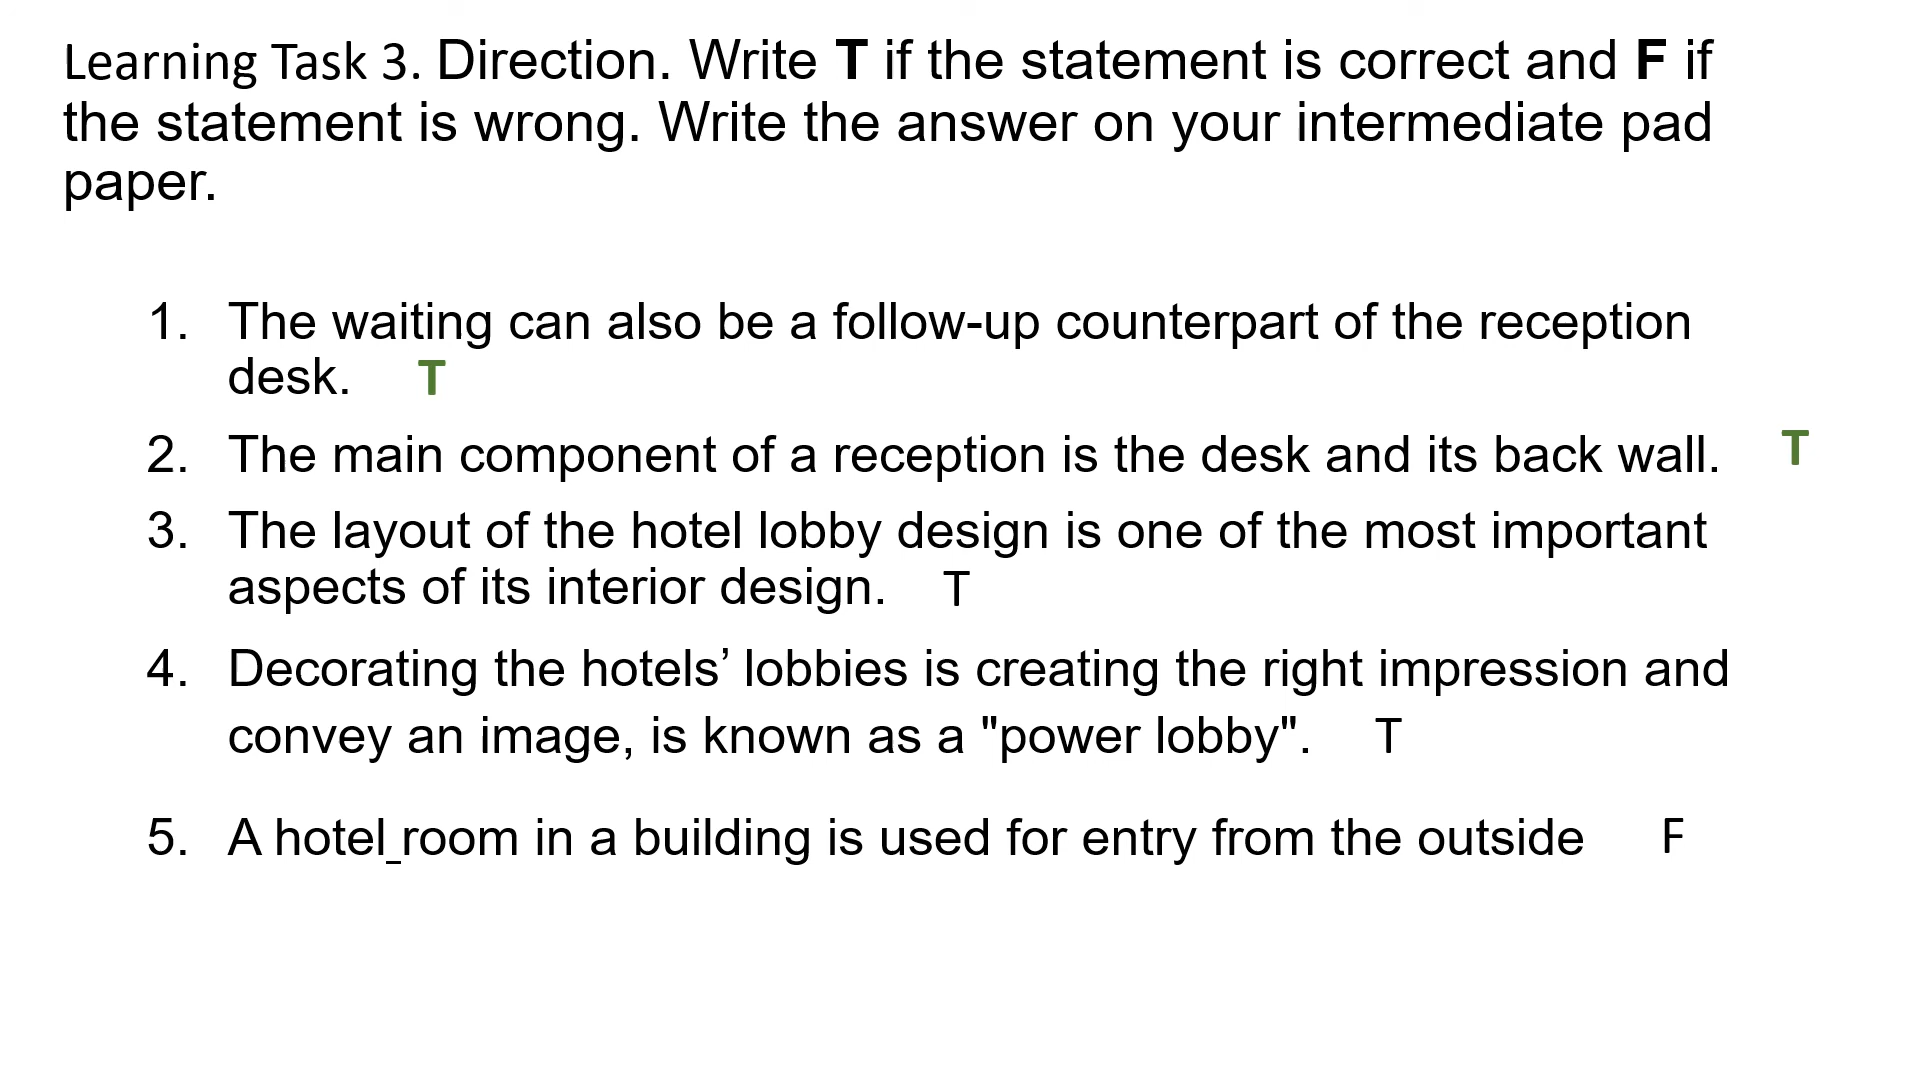 Learning Task 3. Direction. Write T if the statement is correct and F if
the statement is wrong. Write the answer on your intermediate pad
paper.
1. The waiting can also be a follow-up counterpart of the reception
desk. T
2. The main component of a reception is the desk and its back wall. T
3. The layout of the hotel lobby design is one of the most important
aspects of its interior design. T
4. Decorating the hotels’ lobbies is creating the right impression and
convey an image, is known as a "power lobby". T
5. A hotel room in a building is used for entry from the outside F